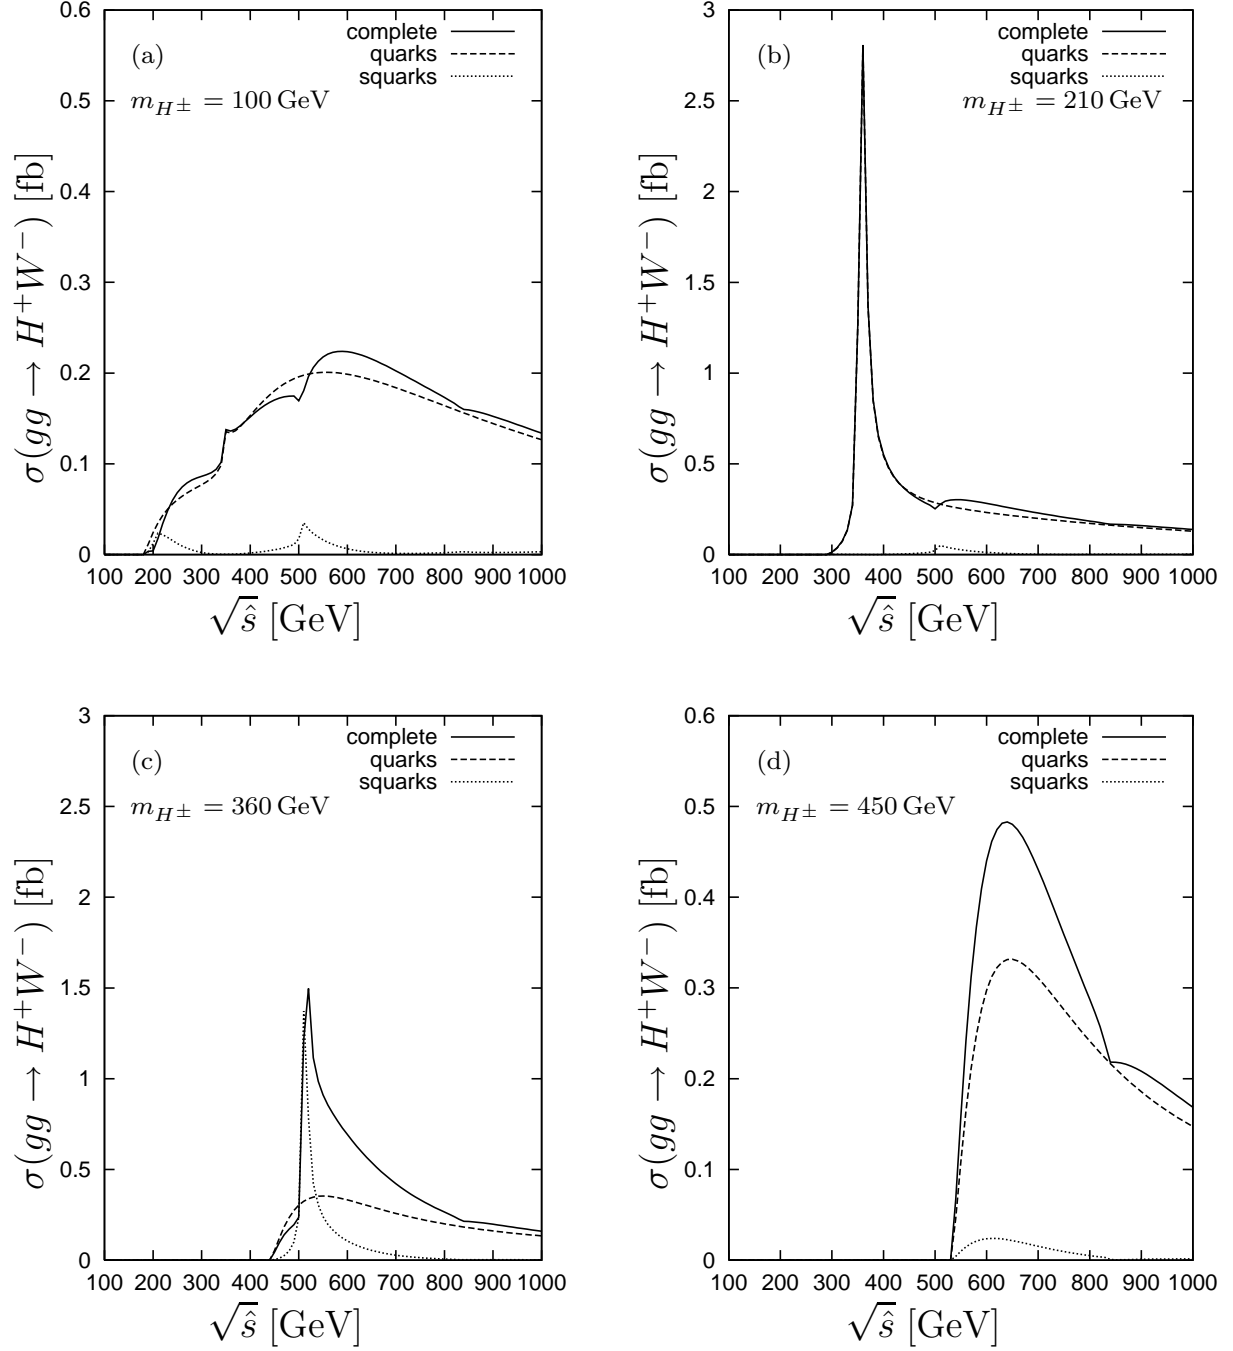 0.6
0.5
0.4
0.3
0.2
0.1
0
σ(gg → H⁺W⁻) [fb]
(a)
complete
quarks
squarks
m_{H±} = 100 GeV
100 200 300 400 500 600 700 800 900 1000
√ŝ [GeV]
3
2.5
2
1.5
1
0.5
0
σ(gg → H⁺W⁻) [fb]
(b)
complete
quarks
squarks
m_{H±} = 210 GeV
100 200 300 400 500 600 700 800 900 1000
√ŝ [GeV]
3
2.5
2
1.5
1
0.5
0
σ(gg → H⁺W⁻) [fb]
(c)
complete
quarks
squarks
m_{H±} = 360 GeV
100 200 300 400 500 600 700 800 900 1000
√ŝ [GeV]
0.6
0.5
0.4
0.3
0.2
0.1
0
σ(gg → H⁺W⁻) [fb]
(d)
complete
quarks
squarks
m_{H±} = 450 GeV
100 200 300 400 500 600 700 800 900 1000
√ŝ [GeV]